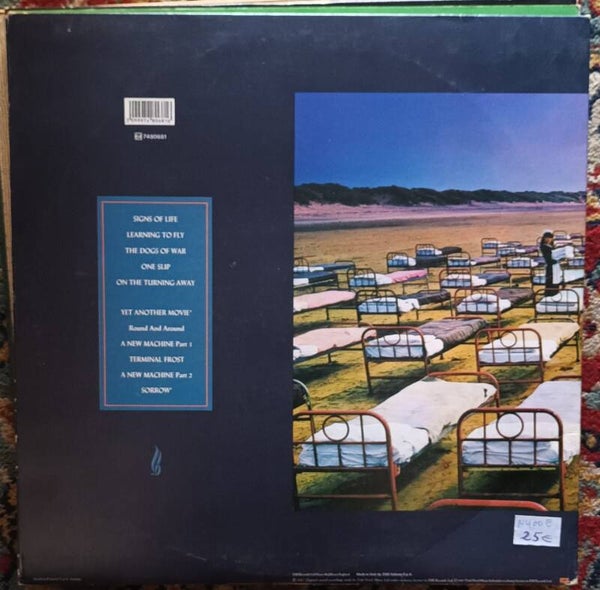 7480681
SIGNS OF LIFE
LEARNING TO FLY
THE DOGS OF WAR
ONE SLIP
ON THE TURNING AWAY
YET ANOTHER MOVIE*
Round And Around
A NEW MACHINE Part 1
TERMINAL FROST
A NEW MACHINE Part 2
SORROW*
25€